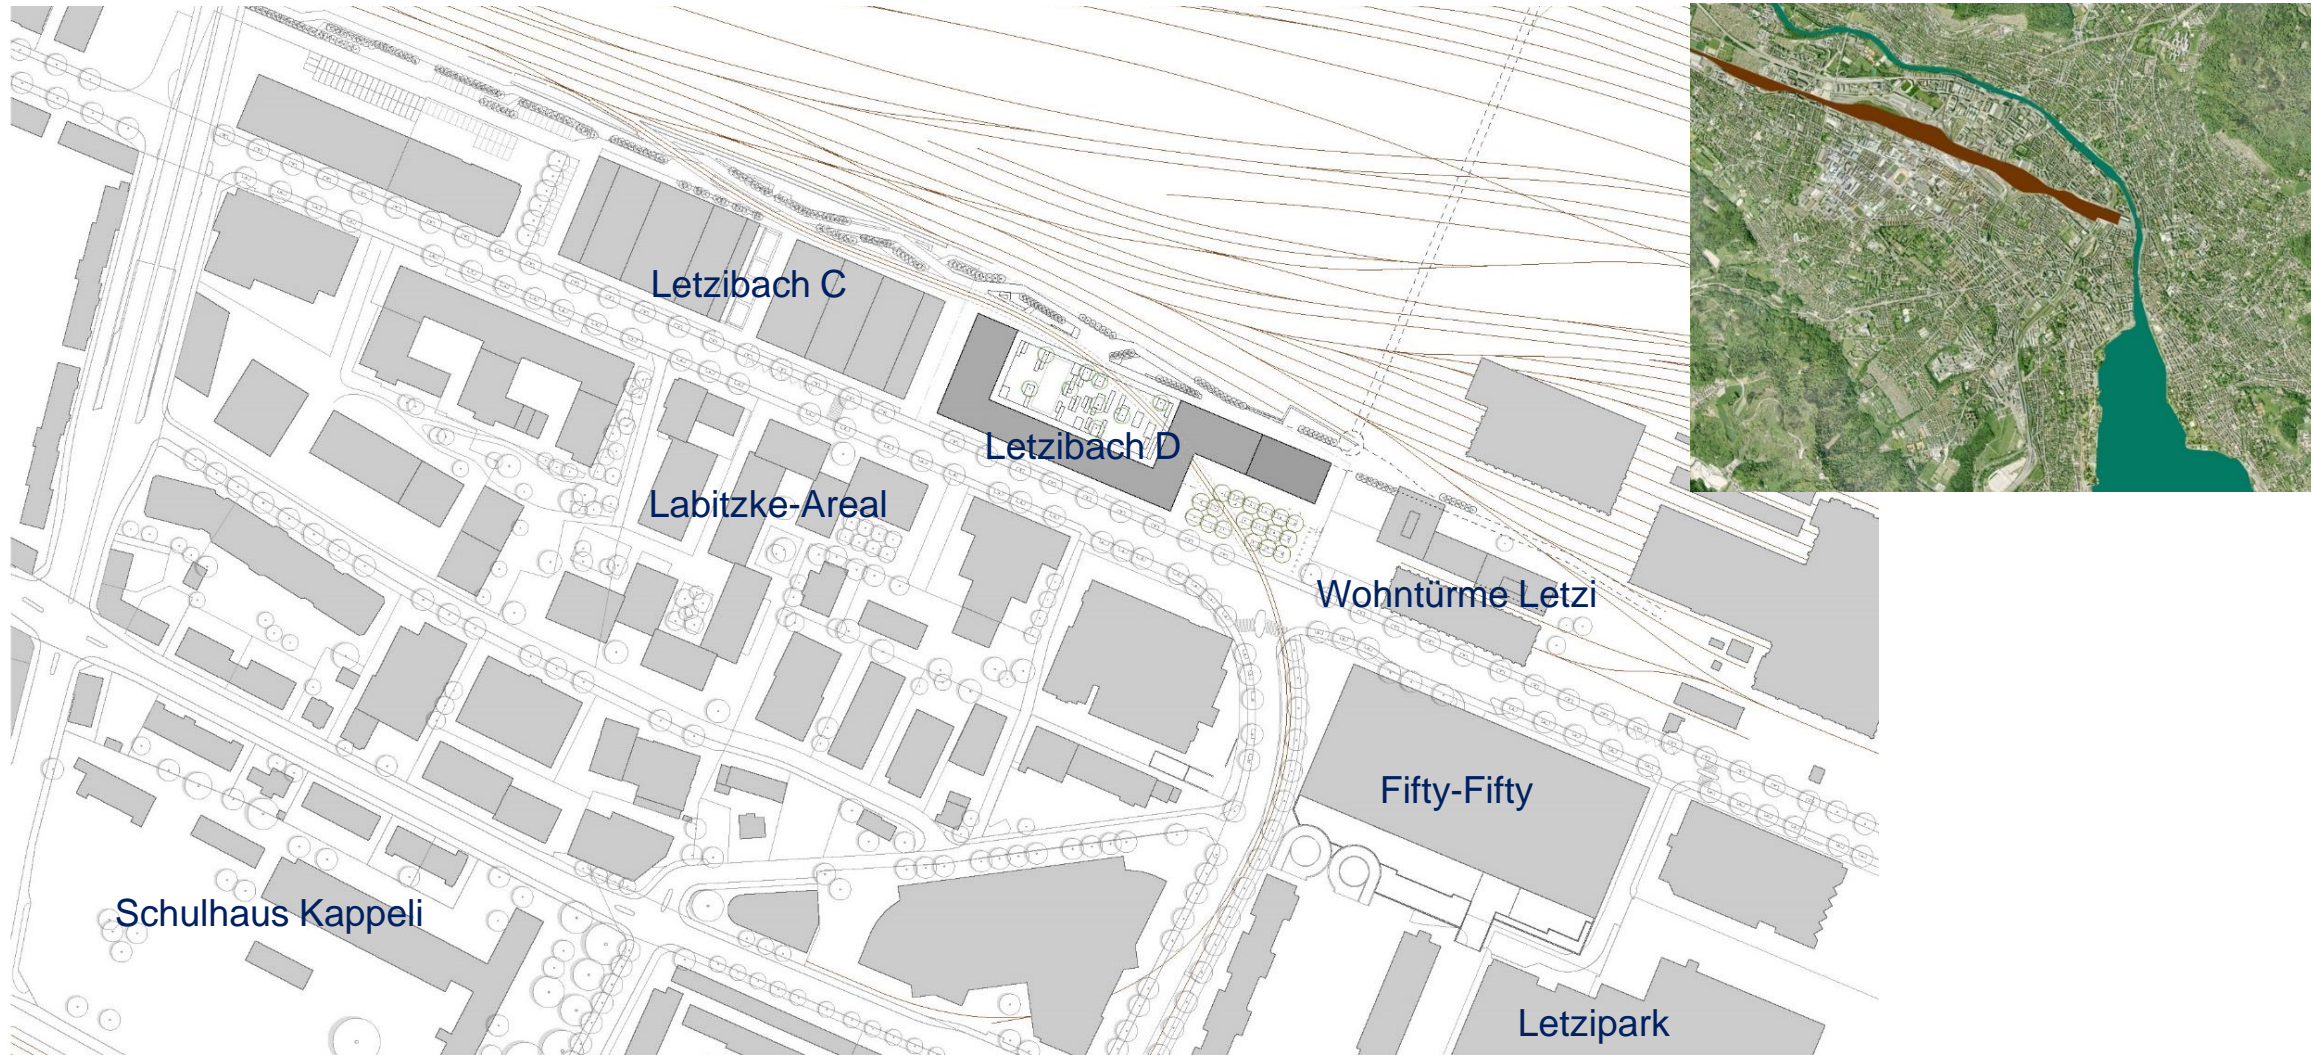 Letzibach C
Letzibach D
Labitzke-Areal
Wohntürme Letzi
Fifty-Fifty
Schulhaus Kappeli
Letzipark